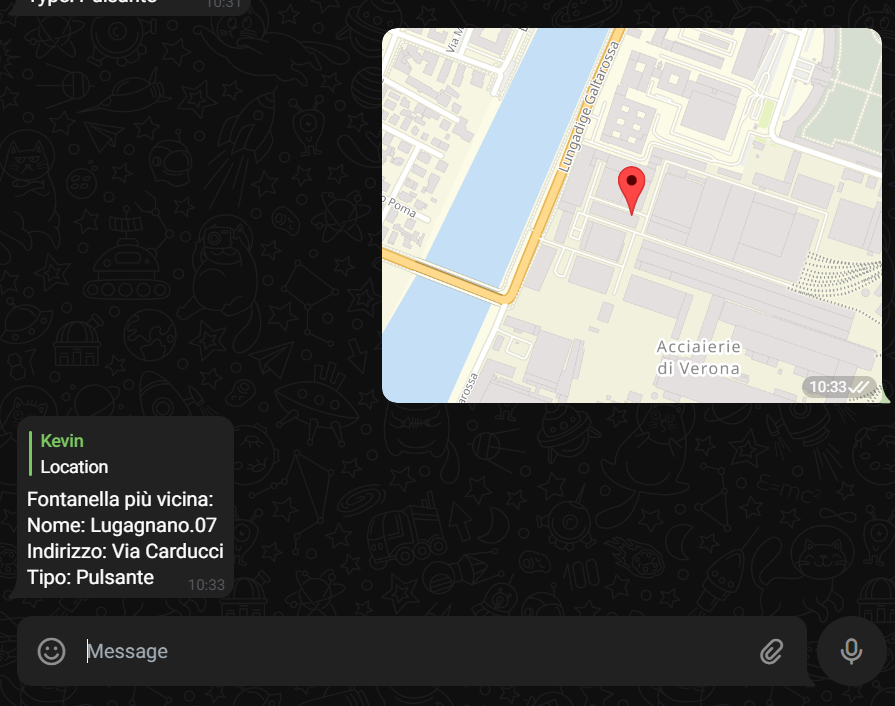 Type: Pulsante
10:31
Via M
Lungadige Galtarossa
o Poma
arossa
Acciaierie
di Verona
10:33
Kevin
Location
Fontanella più vicina:
Nome: Lugagnano.07
Indirizzo: Via Carducci
Tipo: Pulsante
10:33
Message